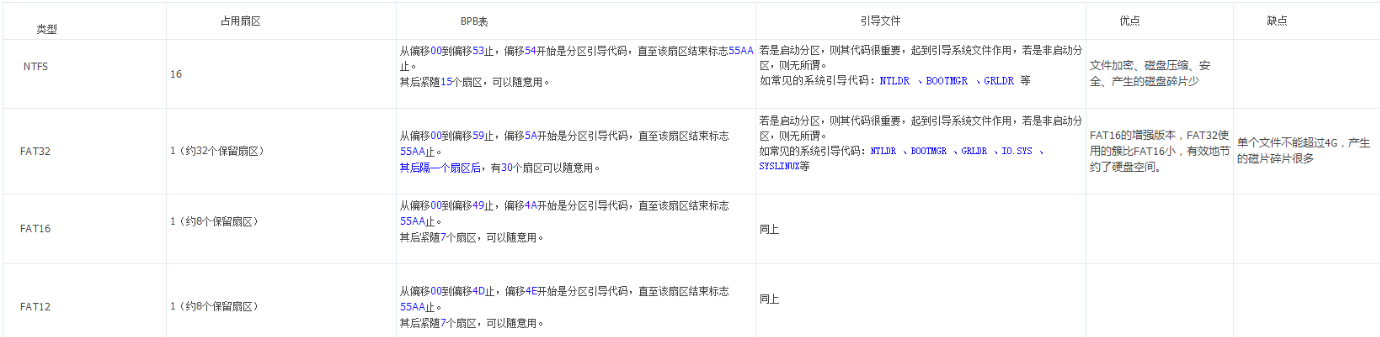 类型
占用扇区
BPB表
引导文件
优点
缺点
NTFS
16
从偏移00到偏移53止，偏移54开始是分区引导代码，直至该扇区结束标志55AA
止。
其后紧随15个扇区，可以随意用。
若是启动分区，则其代码很重要，起到引导系统文件作用，若是非启动分
区，则无所谓。
如常见的系统引导代码：NTLDR 、BOOTMGR 、GRLDR 等
文件加密、磁盘压缩、安
全、产生的磁盘碎片少
FAT32
1（约32个保留扇区）
从偏移00到偏移59止，偏移5A开始是分区引导代码，直至该扇区结束标志
55AA止。
其后隔一个扇区后，有30个扇区可以随意用。
若是启动分区，则其代码很重要，起到引导系统文件作用，若是非启动分
区，则无所谓。
如常见的系统引导代码：NTLDR 、BOOTMGR 、GRLDR 、IO.SYS 、
SYSLINUX等
FAT16的增强版本，FAT32使
用的簇比FAT16小，有效地节
约了硬盘空间。
单个文件不能超过4G，产生
的磁片碎片很多
FAT16
1（约8个保留扇区）
从偏移00到偏移49止，偏移4A开始是分区引导代码，直至该扇区结束标志
55AA止。
其后紧随7个扇区，可以随意用。
同上
FAT12
1（约8个保留扇区）
从偏移00到偏移4D止，偏移4E开始是分区引导代码，直至该扇区结束标志
55AA止。
其后紧随7个扇区，可以随意用。
同上